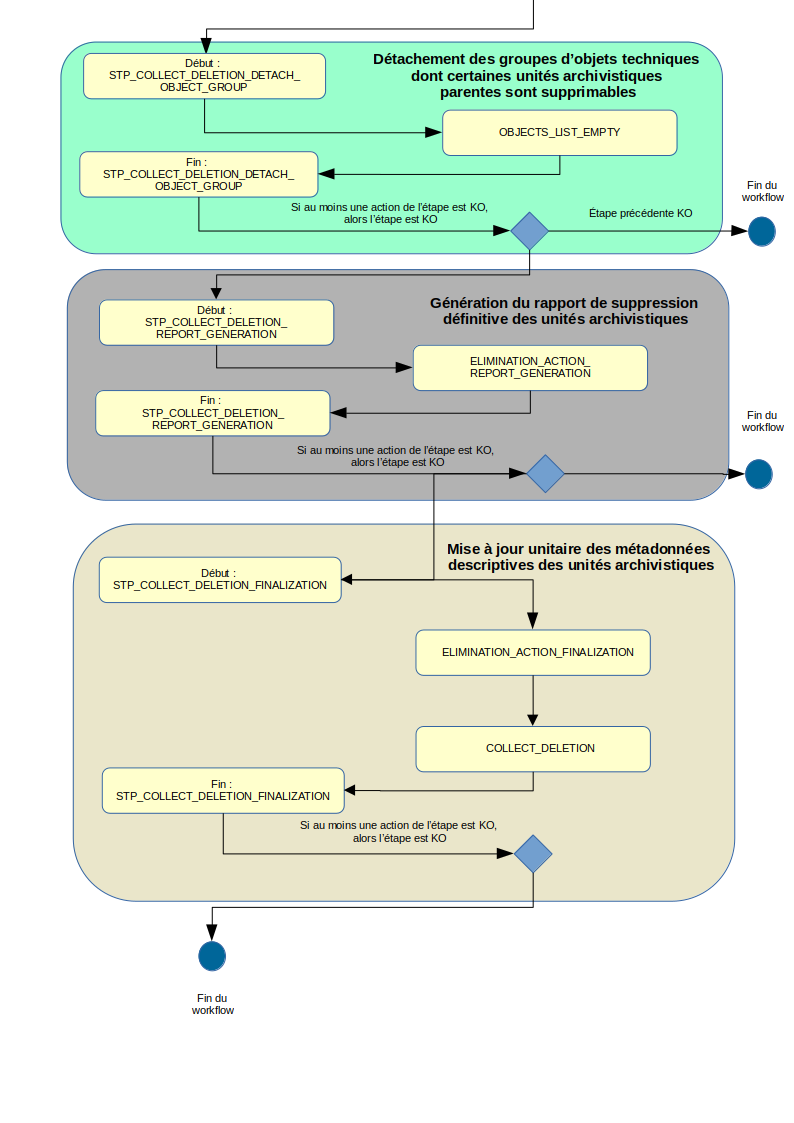 Détachement des groupes d'objets techniques
dont certaines unités archivistiques
parentes sont supprimables
Début :
STP_COLLECT_DELETION_DETACH_
OBJECT_GROUP
OBJECTS_LIST_EMPTY
Fin :
STP_COLLECT_DELETION_DETACH_
OBJECT_GROUP
Si au moins une action de l'étape est KO,
alors l'étape est KO
Étape précédente KO
Fin du
workflow
Génération du rapport de suppression
définitive des unités archivistiques
Début :
STP_COLLECT_DELETION_
REPORT_GENERATION
ELIMINATION_ACTION_
REPORT_GENERATION
Fin :
STP_COLLECT_DELETION_
REPORT_GENERATION
Si au moins une action de l'étape est KO,
alors l'étape est KO
Fin du
workflow
Mise à jour unitaire des métadonnées
descriptives des unités archivistiques
Début :
STP_COLLECT_DELETION_FINALIZATION
ELIMINATION_ACTION_FINALIZATION
COLLECT_DELETION
Fin :
STP_COLLECT_DELETION_FINALIZATION
Si au moins une action de l'étape est KO,
alors l'étape est KO
Fin du
workflow